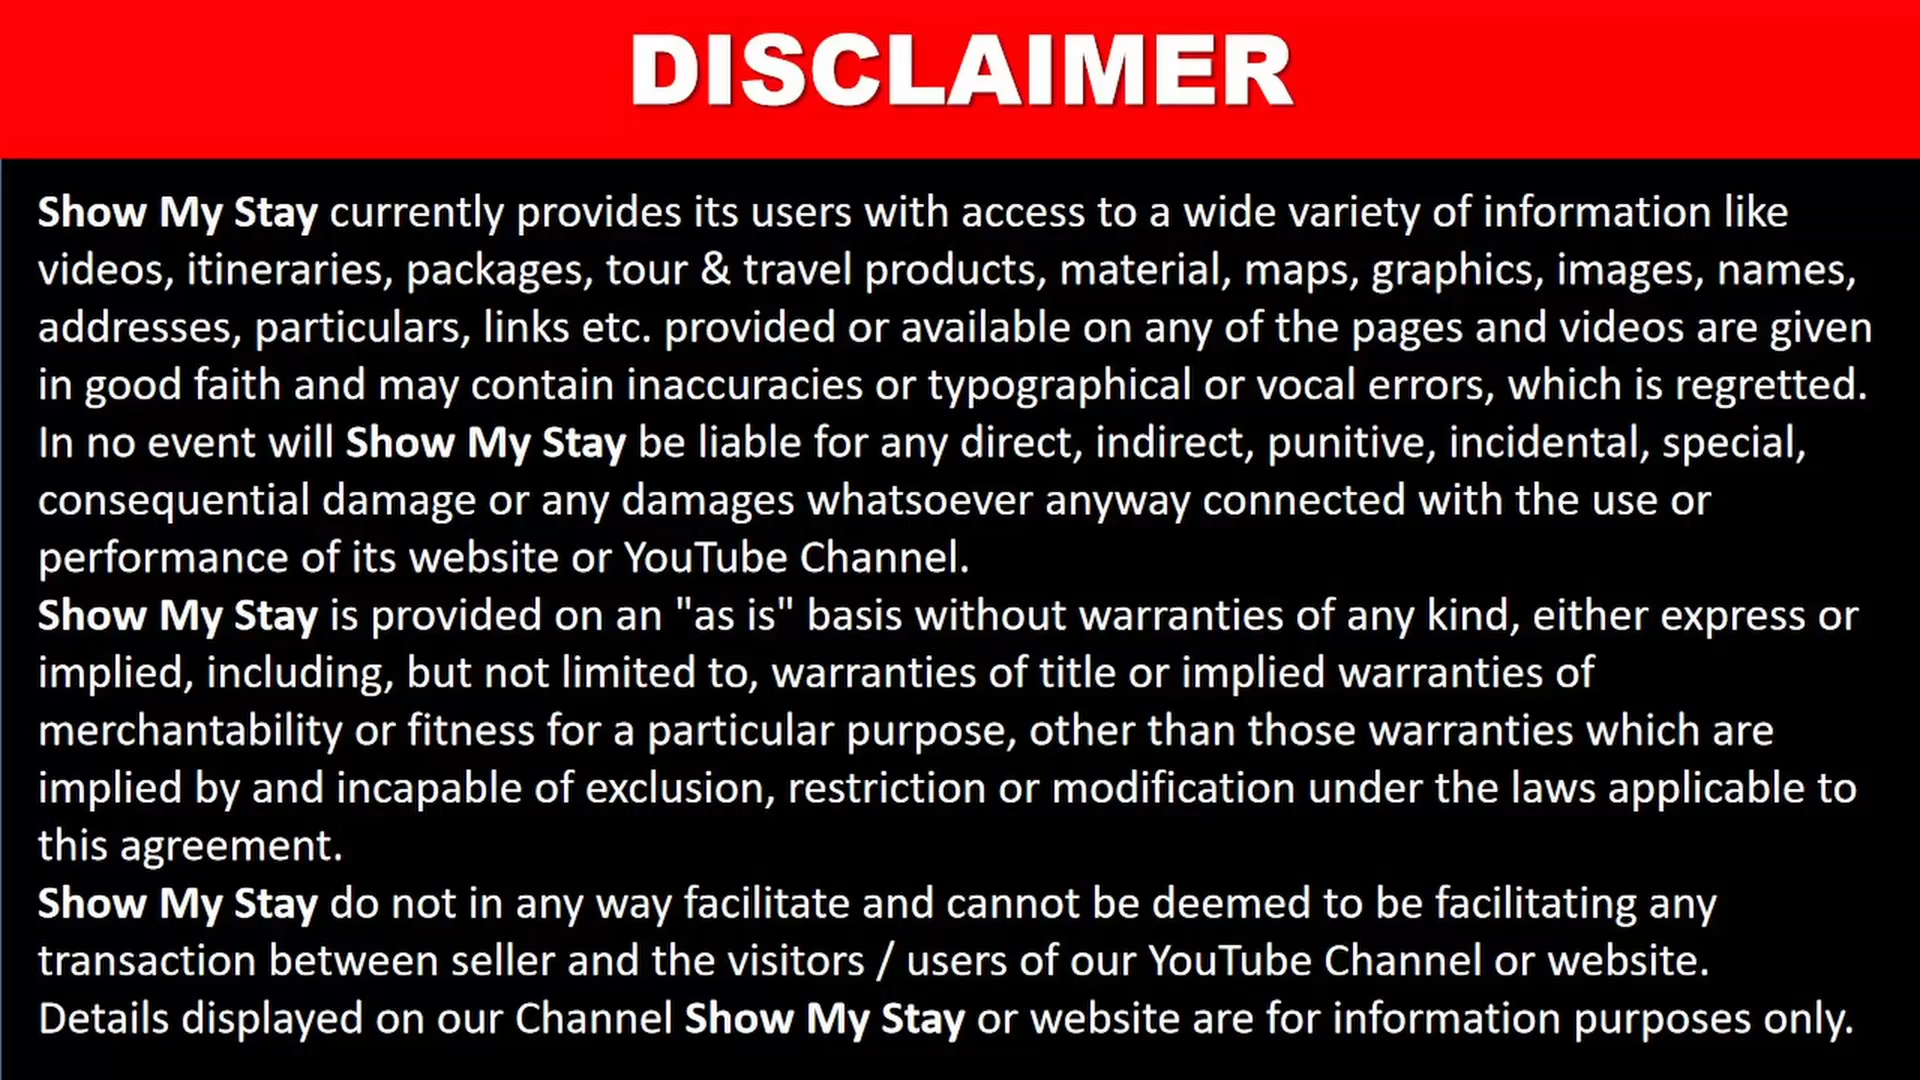 DISCLAIMER
Show My Stay currently provides its users with access to a wide variety of information like
videos, itineraries, packages, tour & travel products, material, maps, graphics, images, names,
addresses, particulars, links etc. provided or available on any of the pages and videos are given
in good faith and may contain inaccuracies or typographical or vocal errors, which is regretted.
In no event will Show My Stay be liable for any direct, indirect, punitive, incidental, special,
consequential damage or any damages whatsoever anyway connected with the use or
performance of its website or YouTube Channel.
Show My Stay is provided on an "as is" basis without warranties of any kind, either express or
implied, including, but not limited to, warranties of title or implied warranties of
merchantability or fitness for a particular purpose, other than those warranties which are
implied by and incapable of exclusion, restriction or modification under the laws applicable to
this agreement.
Show My Stay do not in any way facilitate and cannot be deemed to be facilitating any
transaction between seller and the visitors / users of our YouTube Channel or website.
Details displayed on our Channel Show My Stay or website are for information purposes only.